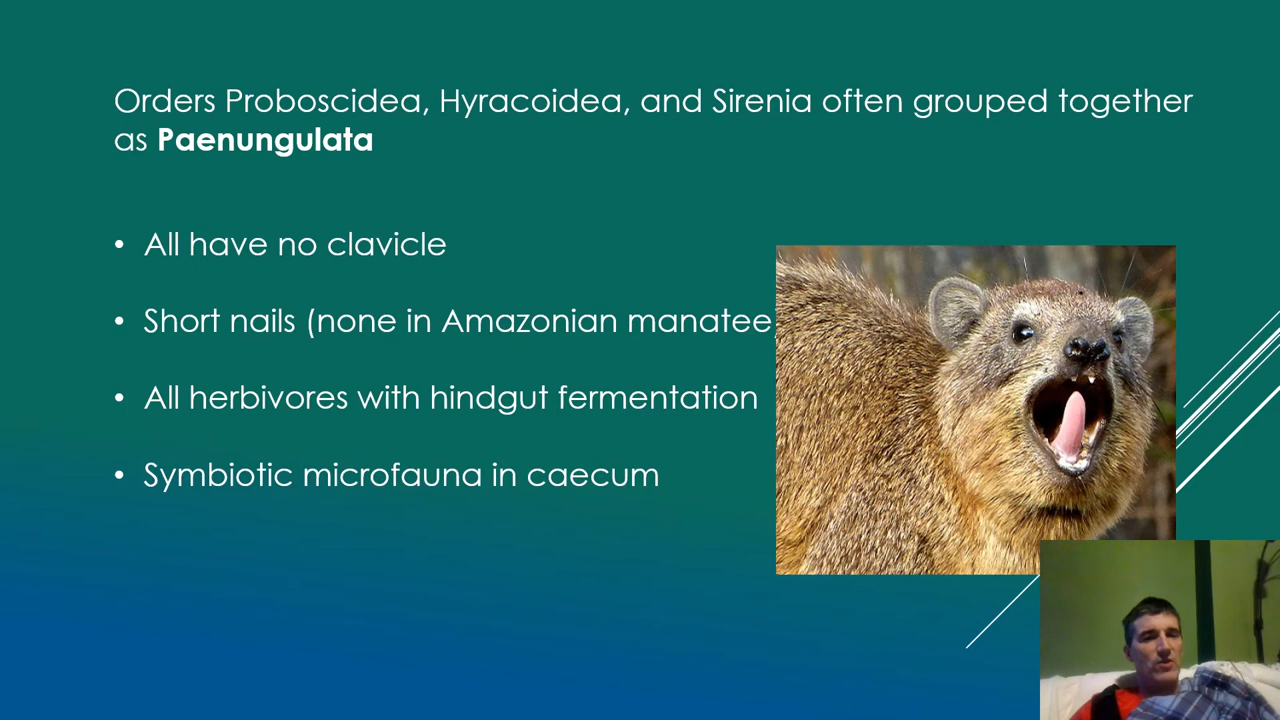 Orders Proboscidea, Hyracoidea, and Sirenia often grouped together
as Paenungulata
• All have no clavicle
• Short nails (none in Amazonian manatee)
• All herbivores with hindgut fermentation
• Symbiotic microfauna in caecum